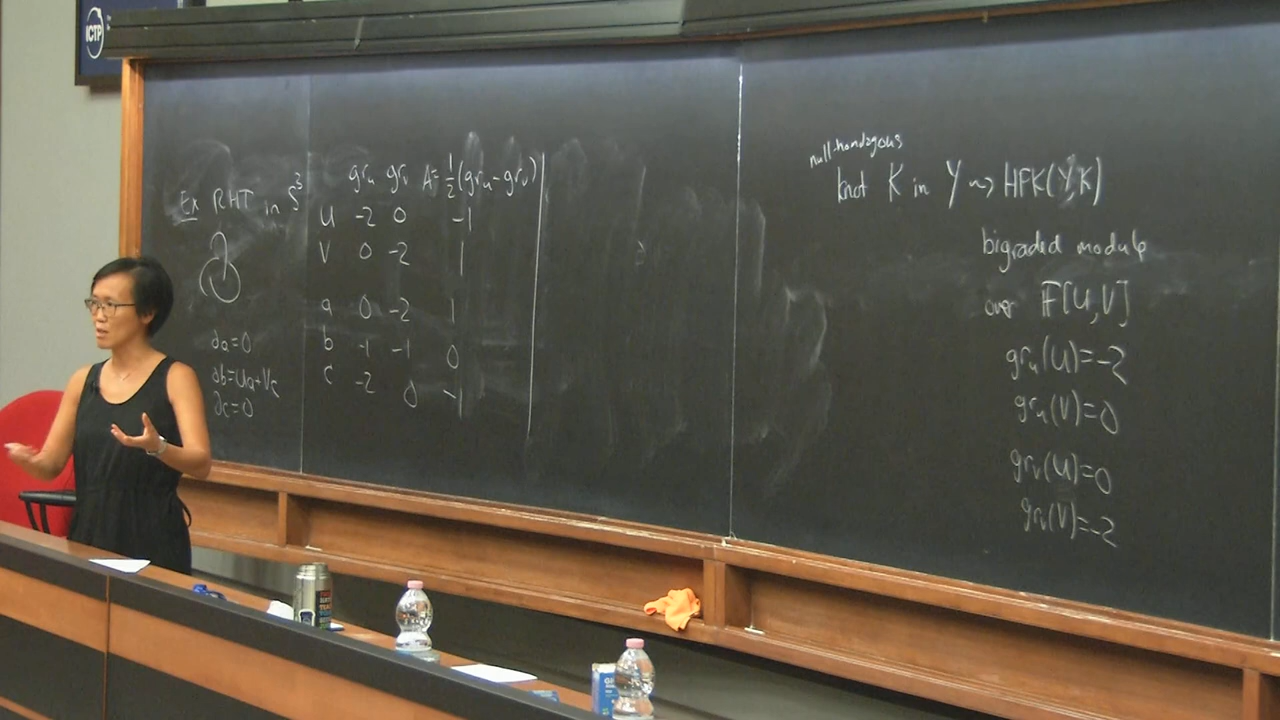 ICTP
Ex RHT in S³
∂a=0
∂b=Ua+Vc
∂c=0
gr_u gr_v A=½(gr_u-gr_v)
U -2 0 -1
V 0 -2 1
a 0 -2 1
b -1 -1 0
c -2 0 -1
null-homologous
knot K in Y ⇝ HFK(Y,K)
bigraded module
over F[U,V]
gr_u(U)=-2
gr_u(V)=0
gr_v(U)=0
gr_v(V)=-2